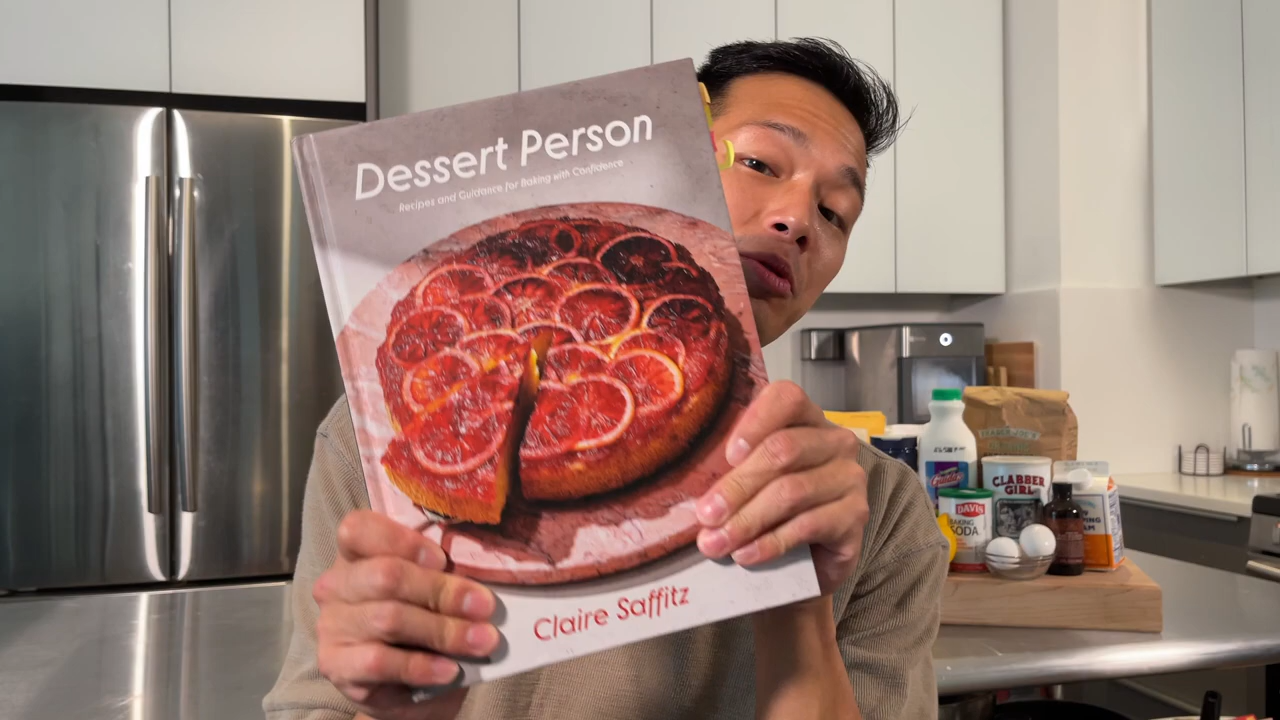 Dessert Person
Recipes and Guidance for Baking with Confidence
Claire Saffitz
CLABBER
GIRL
DAVIS
BAKING
SODA